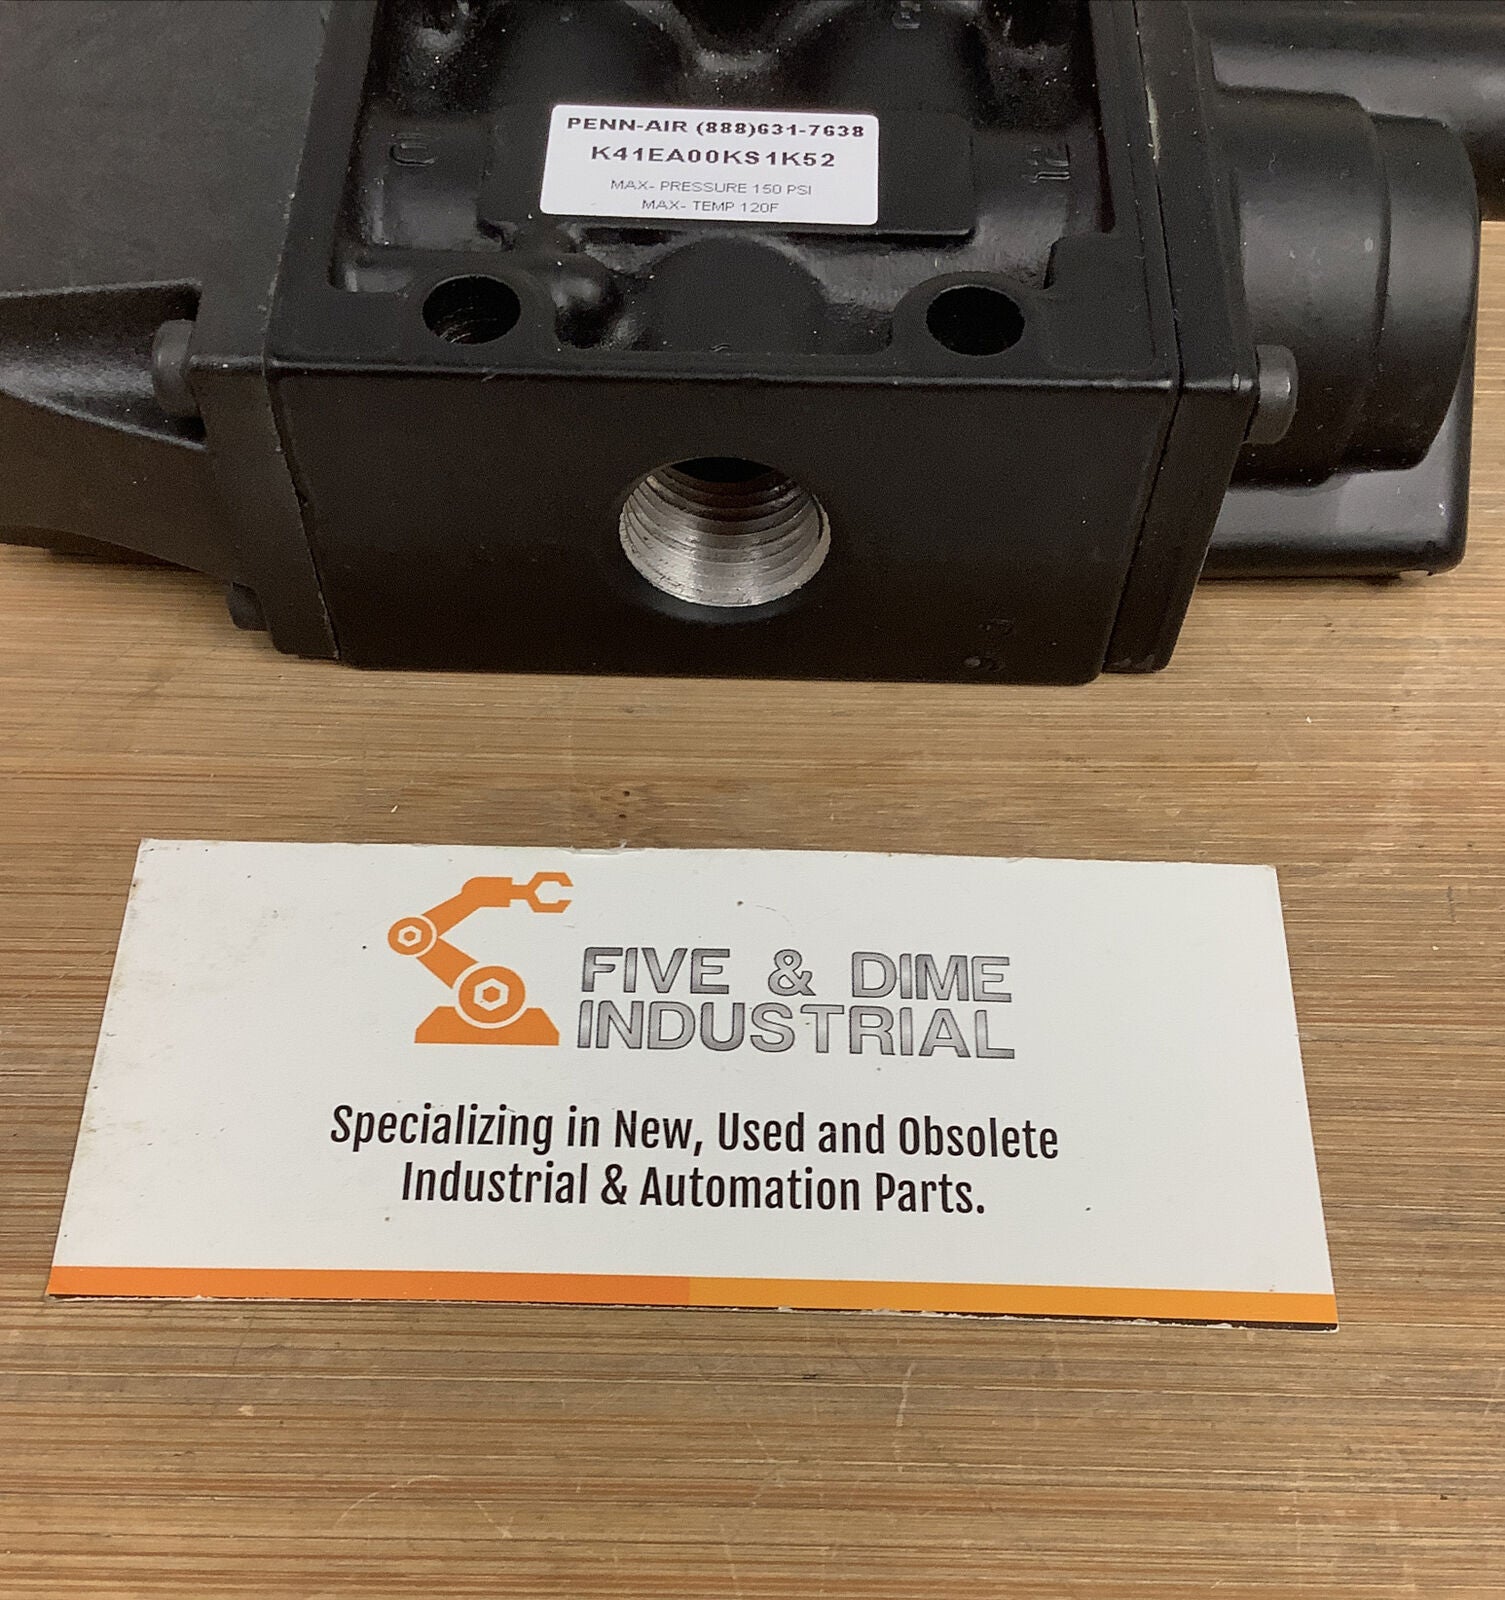 PENN-AIR (888)631-7638
K41EA00KS1K52
MAX- PRESSURE 150 PSI
MAX- TEMP 120F
12
FIVE & DIME
INDUSTRIAL
Specializing in New, Used and Obsolete
Industrial & Automation Parts.